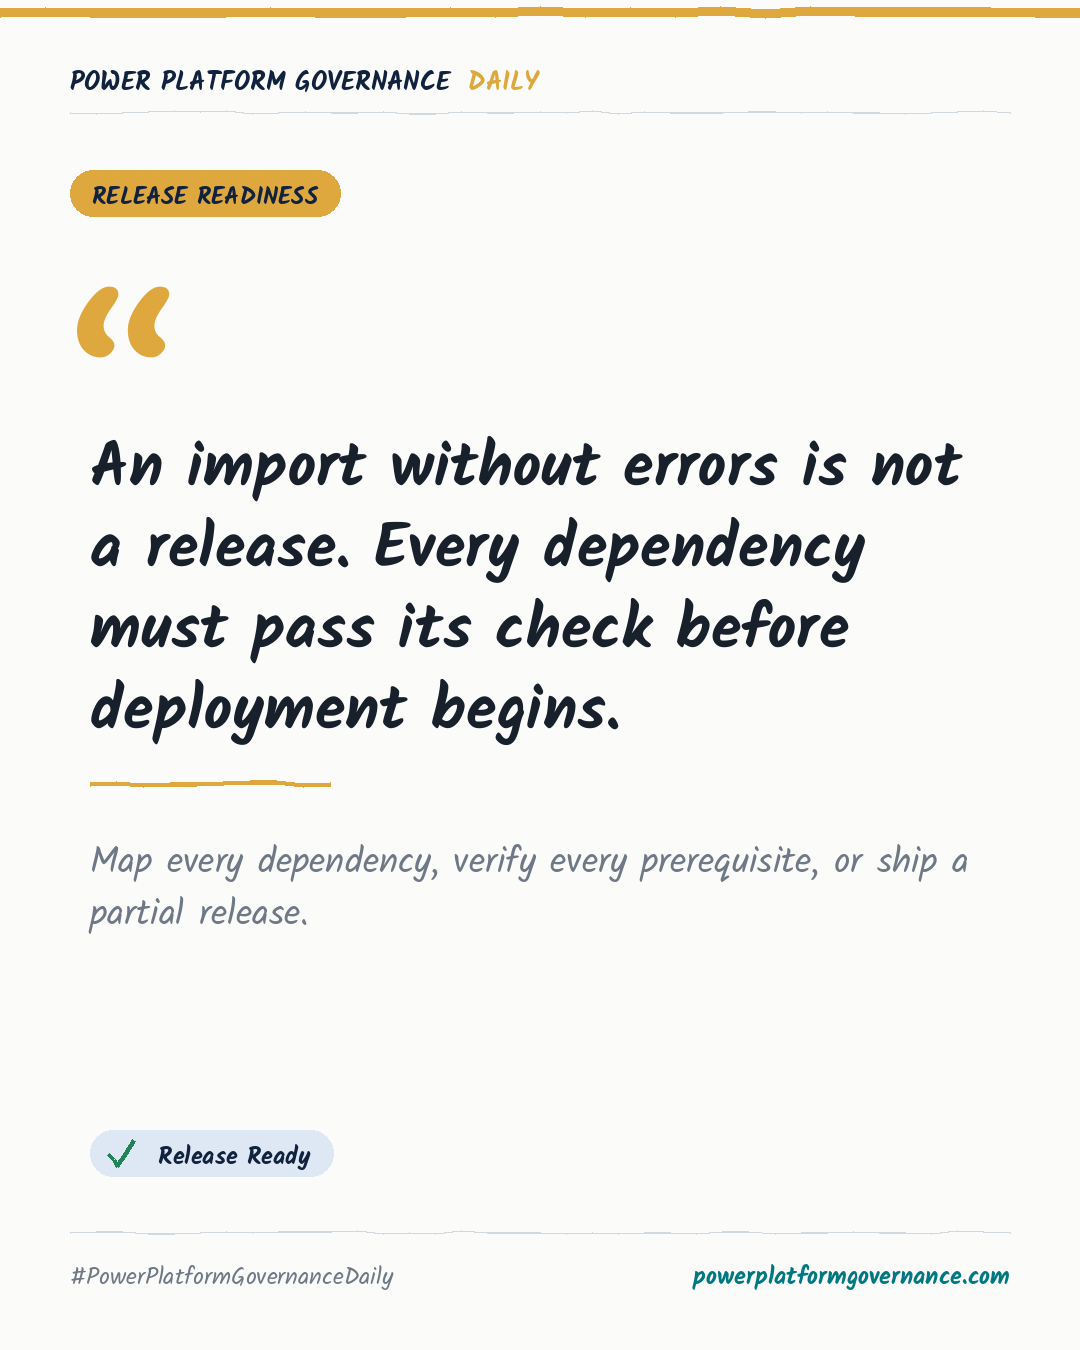 POWER PLATFORM GOVERNANCE DAILY
RELEASE READINESS
“
An import without errors is not
a release. Every dependency
must pass its check before
deployment begins.
Map every dependency, verify every prerequisite, or ship a
partial release.
✓ Release Ready
#PowerPlatformGovernanceDaily
powerplatformgovernance.com